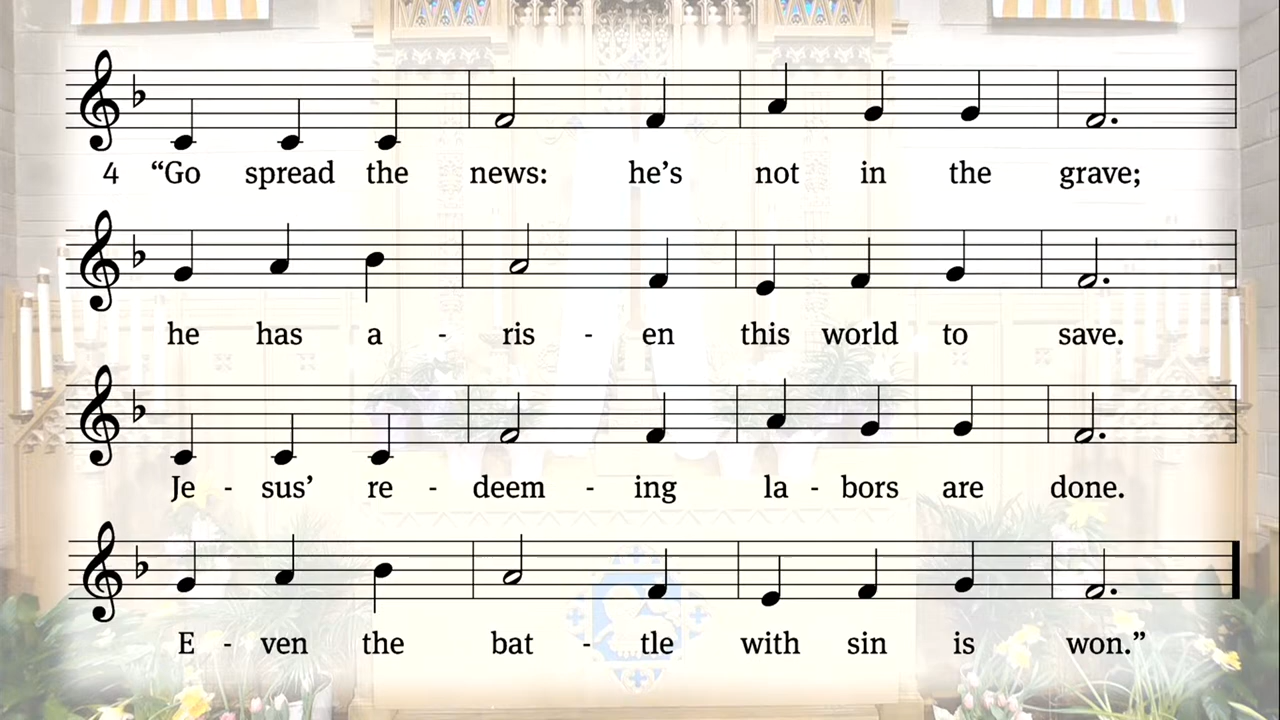 4 “Go spread the news: he’s not in the grave;
he has a - ris - en this world to save.
Je - sus’ re - deem - ing la - bors are done.
E - ven the bat - tle with sin is won.”